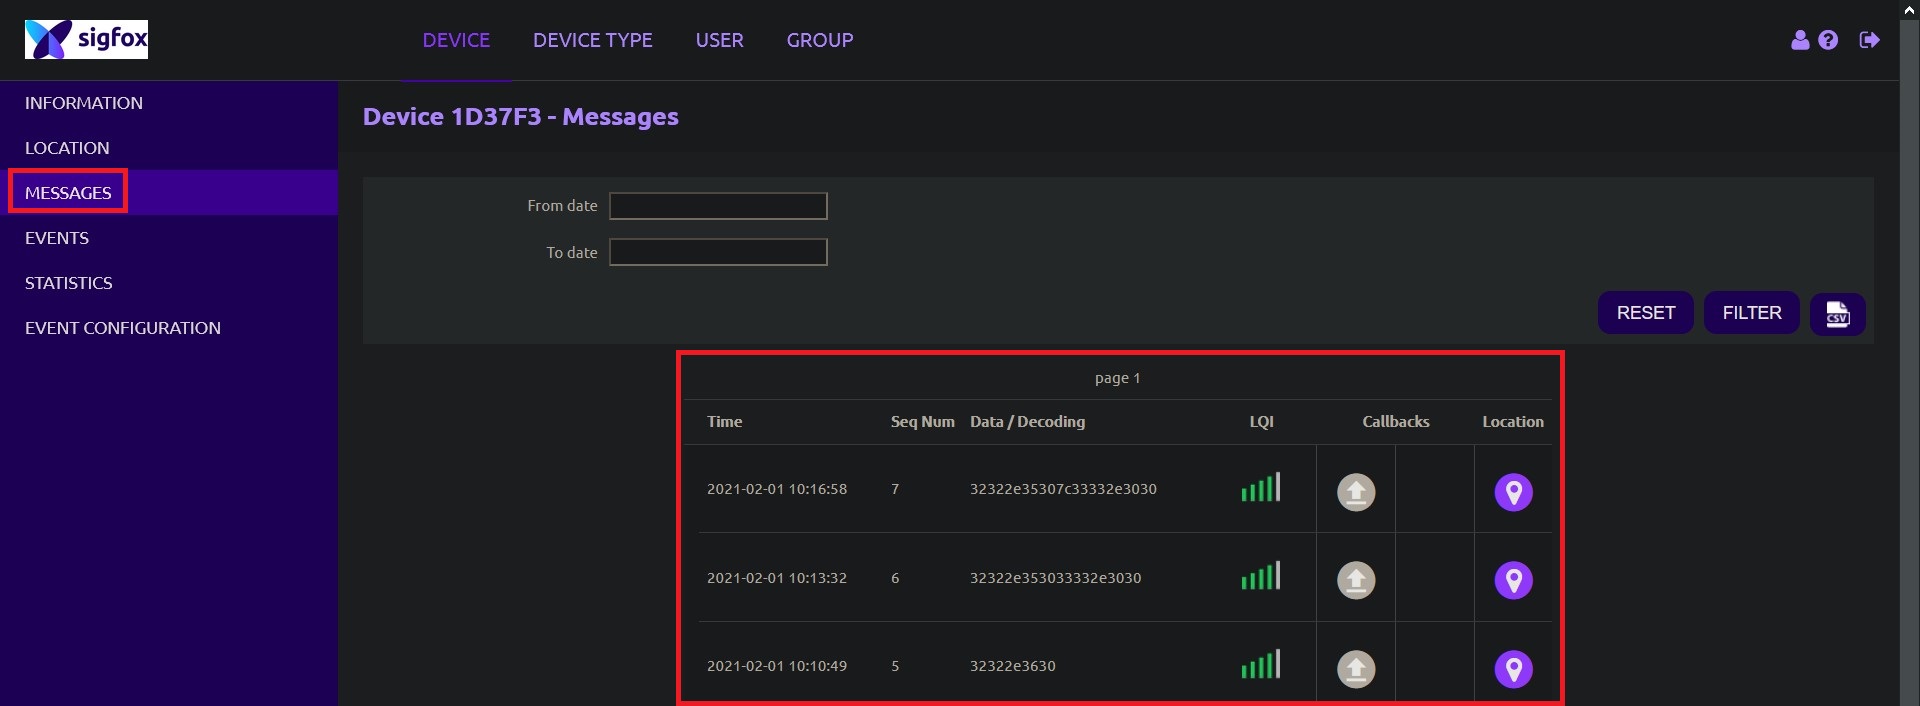 sigfox
DEVICE DEVICE TYPE USER GROUP
INFORMATION
LOCATION
MESSAGES
EVENTS
STATISTICS
EVENT CONFIGURATION
Device 1D37F3 - Messages
From date
To date
RESET FILTER CSV
page 1
Time Seq Num Data / Decoding LQI Callbacks Location
2021-02-01 10:16:58 7 32322e35307c33332e3030
2021-02-01 10:13:32 6 32322e353033332e3030
2021-02-01 10:10:49 5 32322e3630